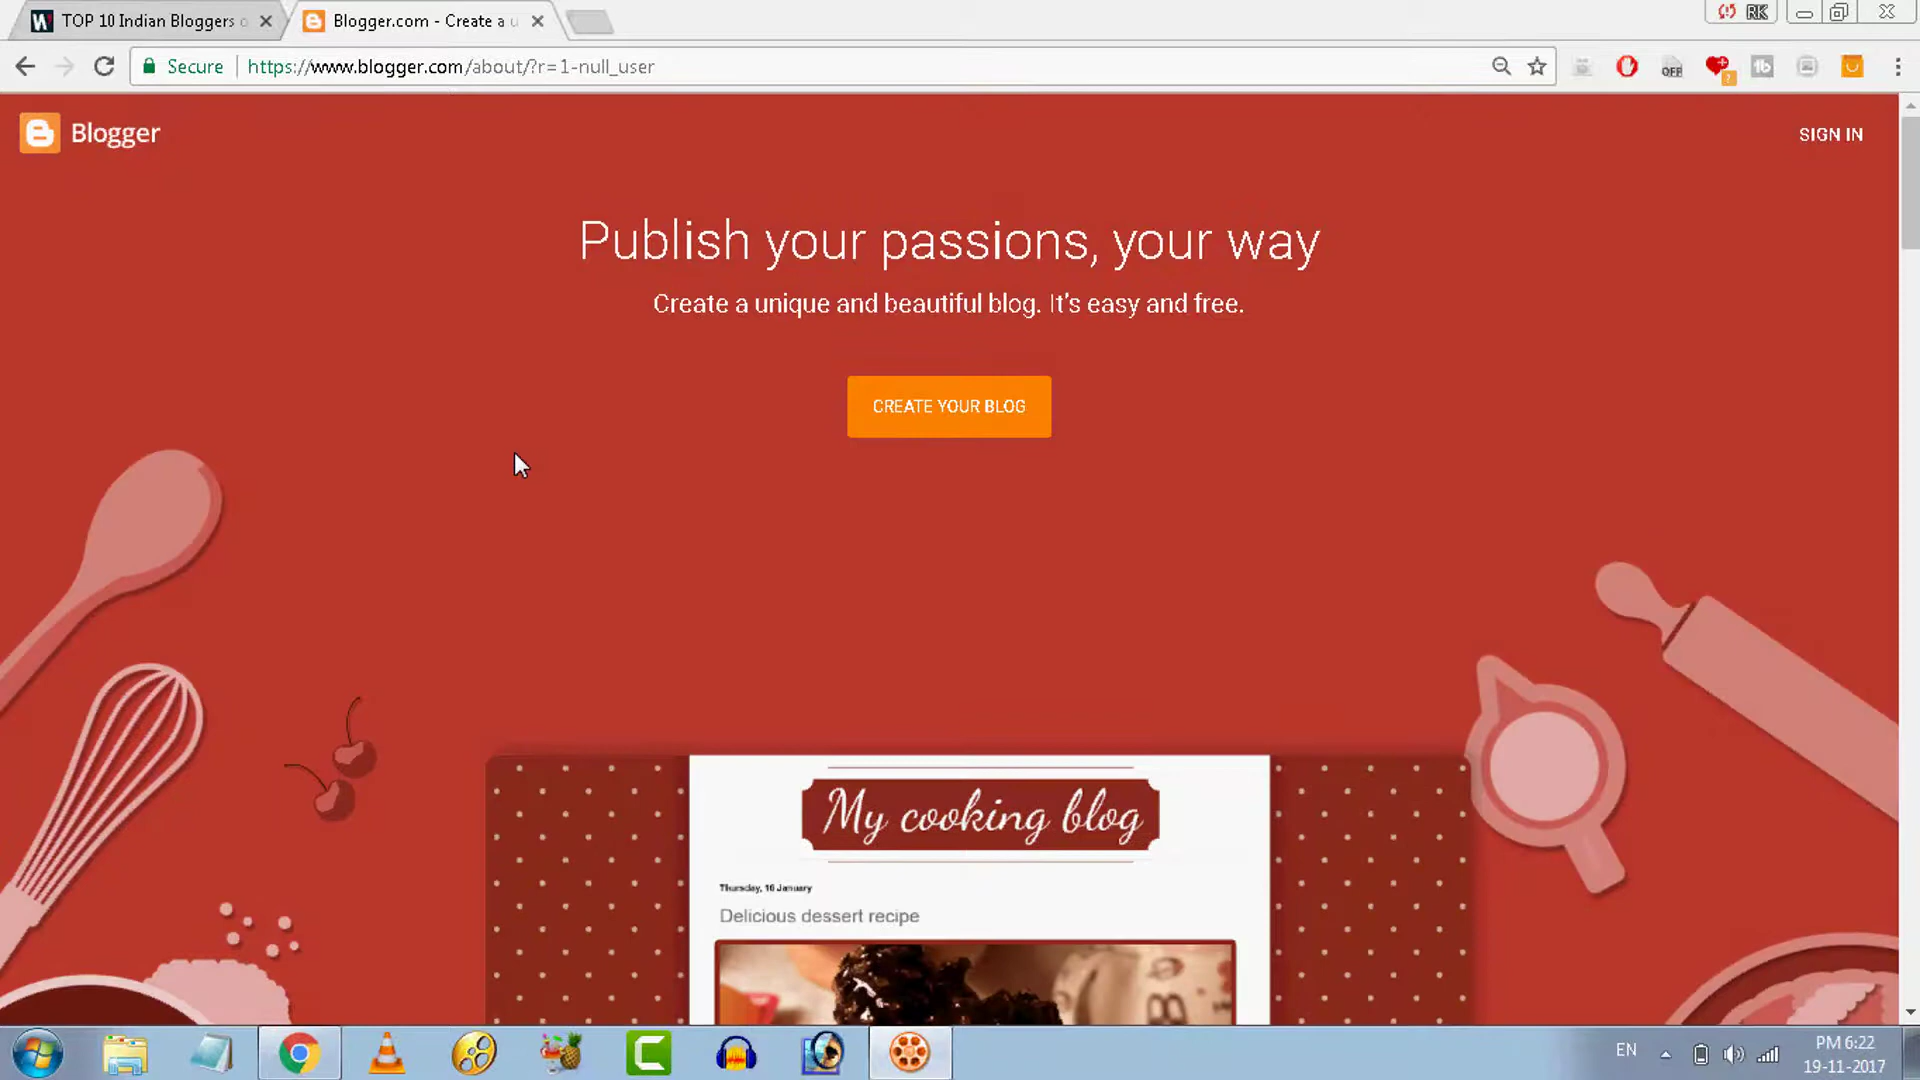 TOP 10 Indian Bloggers
Blogger.com - Create a u
RK
Secure
https://www.blogger.com/about/?r=1-null_user
OFF
Blogger
SIGN IN
Publish your passions, your way
Create a unique and beautiful blog. It's easy and free.
CREATE YOUR BLOG
My cooking blog
Thursday, 16 January
Delicious dessert recipe
EN
PM 6:22
19-11-2017